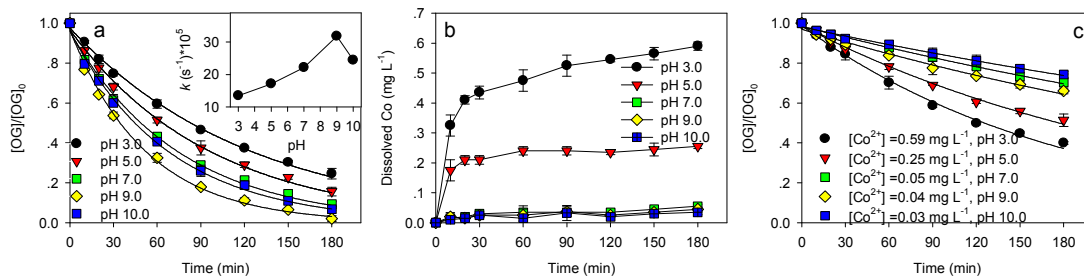 a
[OG]/[OG]₀
1.0
.8
.6
.4
.2
0.0
0 30 60 90 120 150 180
Time (min)
pH 3.0
pH 5.0
pH 7.0
pH 9.0
pH 10.0
k (s⁻¹)*10⁵
40
30
20
10
3 4 5 6 7 8 9 10
pH
b
Dissolved Co (mg L⁻¹)
.7
.6
.5
.4
.3
.2
.1
0.0
0 30 60 90 120 150 180
Time (min)
pH 3.0
pH 5.0
pH 7.0
pH 9.0
pH 10.0
c
[OG]/[OG]₀
1.0
.8
.6
.4
.2
0.0
0 30 60 90 120 150 180
Time (min)
[Co²⁺] =0.59 mg L⁻¹, pH 3.0
[Co²⁺] =0.25 mg L⁻¹, pH 5.0
[Co²⁺] =0.05 mg L⁻¹, pH 7.0
[Co²⁺] =0.04 mg L⁻¹, pH 9.0
[Co²⁺] =0.03 mg L⁻¹, pH 10.0